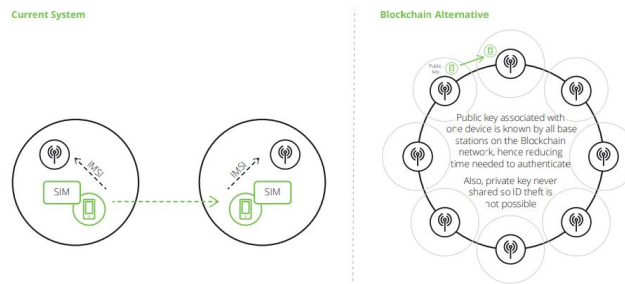 Current System
Blockchain Alternative
IMSI
SIM
IMSI
SIM
Public
key
Public key associated with
one device is known by all base
stations on the Blockchain
network, hence reducing
time needed to authenticate
Also, private key never
shared so ID theft is
not possible